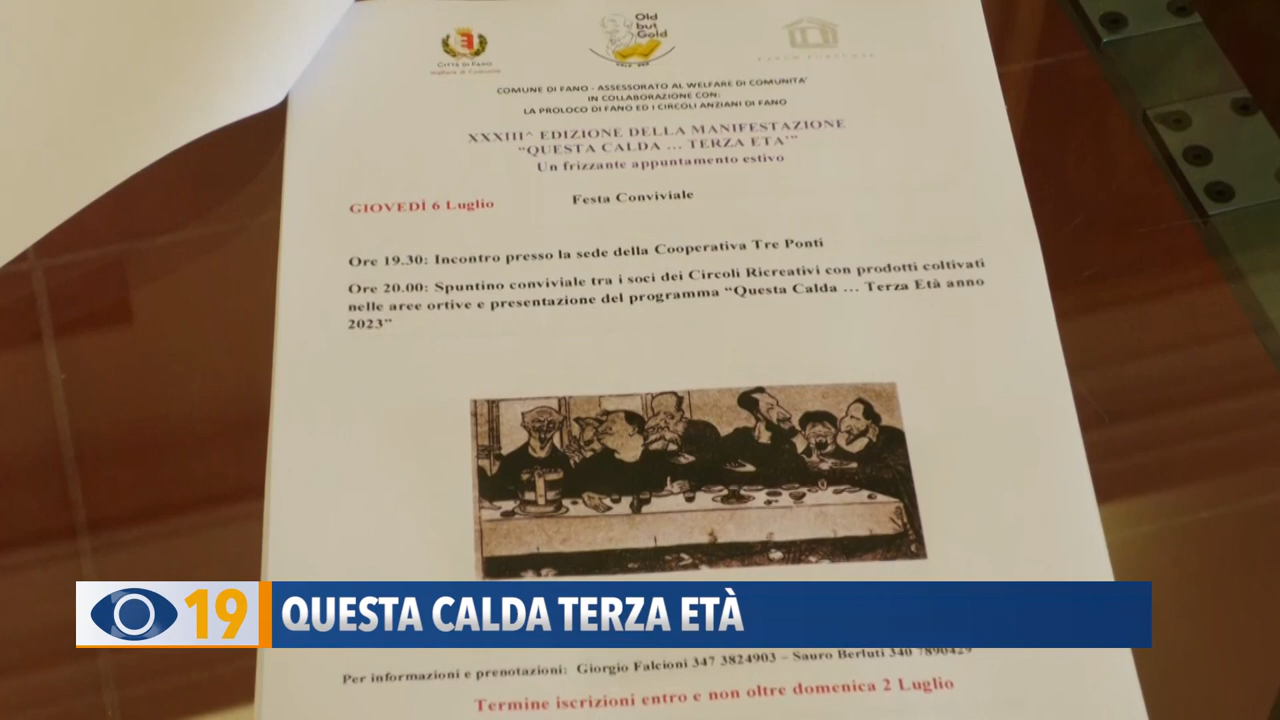 Old
but
Gold
CITTÀ DI FANO
Welfare di Comunità
COMUNE DI FANO - ASSESSORATO AL WELFARE DI COMUNITA'
IN COLLABORAZIONE CON:
LA PROLOCO DI FANO ED I CIRCOLI ANZIANI DI FANO
XXXIII^ EDIZIONE DELLA MANIFESTAZIONE
"QUESTA CALDA ... TERZA ETA'"
Un frizzante appuntamento estivo
GIOVEDÌ 6 Luglio Festa Conviviale
Ore 19.30: Incontro presso la sede della Cooperativa Tre Ponti
Ore 20.00: Spuntino conviviale tra i soci dei Circoli Ricreativi con prodotti coltivati
nelle aree ortive e presentazione del programma "Questa Calda ... Terza Età anno
2023"
19 QUESTA CALDA TERZA ETÀ
Per informazioni e prenotazioni: Giorgio Falcioni 347 3824903 – Sauro Berluti 340 7890429
Termine iscrizioni entro e non oltre domenica 2 Luglio